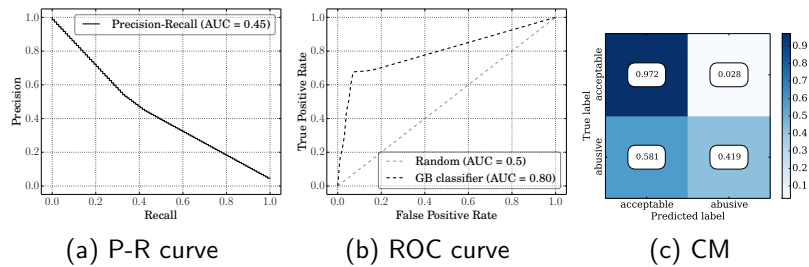 Precision-Recall (AUC = 0.45)
1.0
0.8
0.6
0.4
0.2
0.0
Precision
0.0 0.2 0.4 0.6 0.8 1.0
Recall
(a) P-R curve
1.0
0.8
0.6
0.4
0.2
0.0
True Positive Rate
Random (AUC = 0.5)
GB classifier (AUC = 0.80)
0.0 0.2 0.4 0.6 0.8 1.0
False Positive Rate
(b) ROC curve
True label
acceptable
abusive
0.972 0.028
0.581 0.419
acceptable abusive
Predicted label
0.9
0.8
0.7
0.6
0.5
0.4
0.3
0.2
0.1
(c) CM